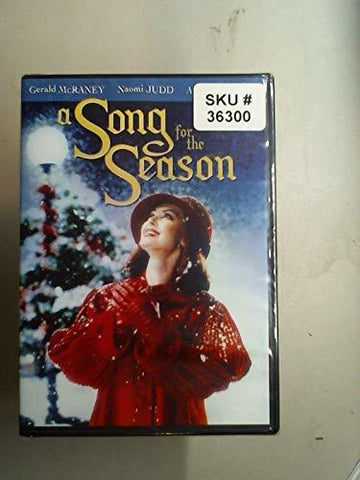 Gerald McRANEY Naomi JUDD A
SKU #
36300
a Song
for the
Season